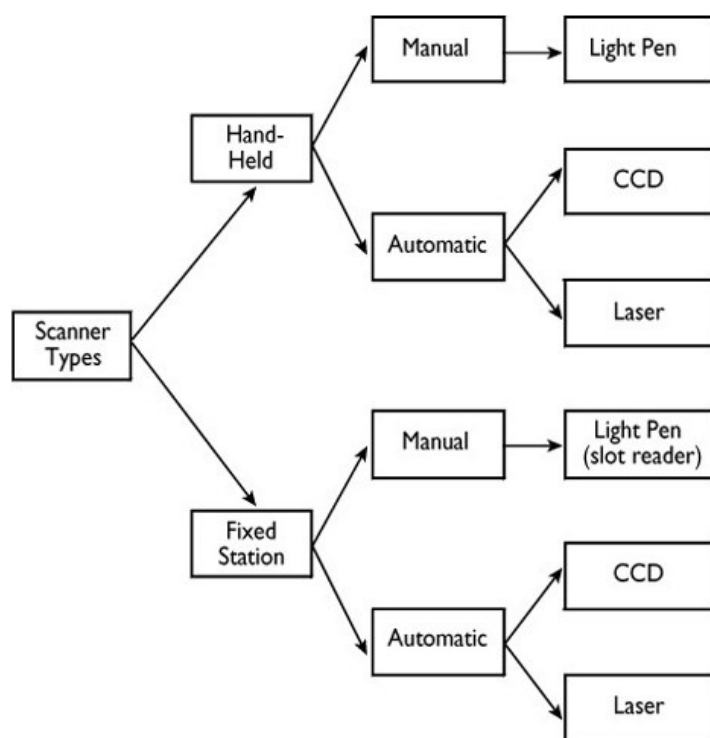 Manual
Light Pen
Hand-
Held
CCD
Automatic
Laser
Scanner
Types
Manual
Light Pen
(slot reader)
Fixed
Station
CCD
Automatic
Laser